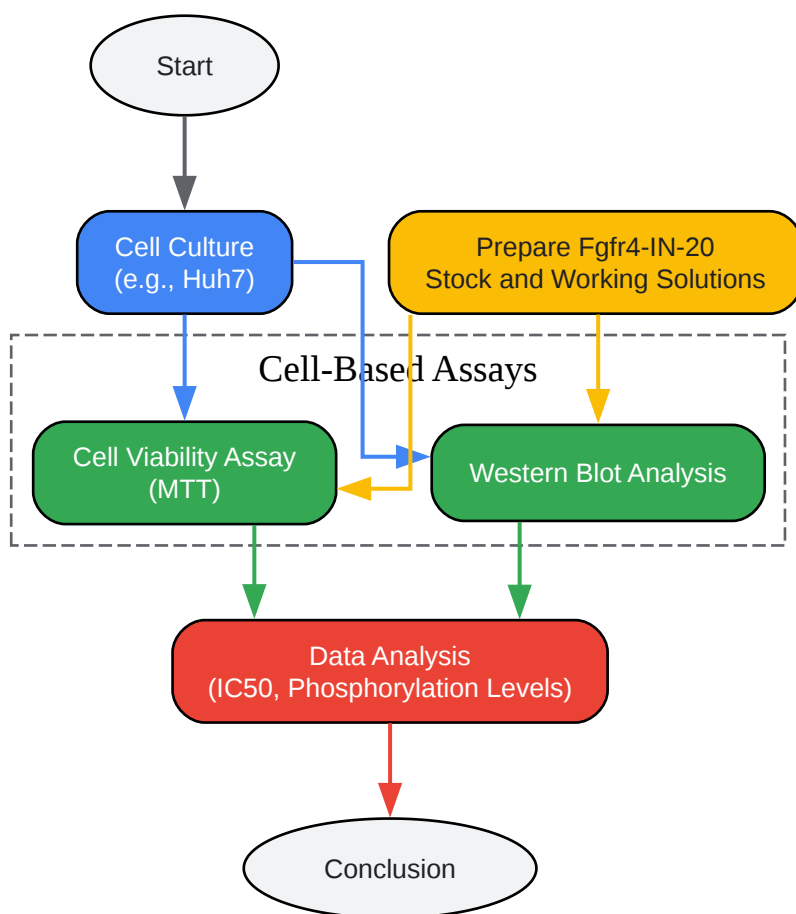 Start
Cell Culture
(e.g., Huh7)
Prepare Fgfr4-IN-20
Stock and Working Solutions
Cell-Based Assays
Cell Viability Assay
(MTT)
Western Blot Analysis
Data Analysis
(IC50, Phosphorylation Levels)
Conclusion